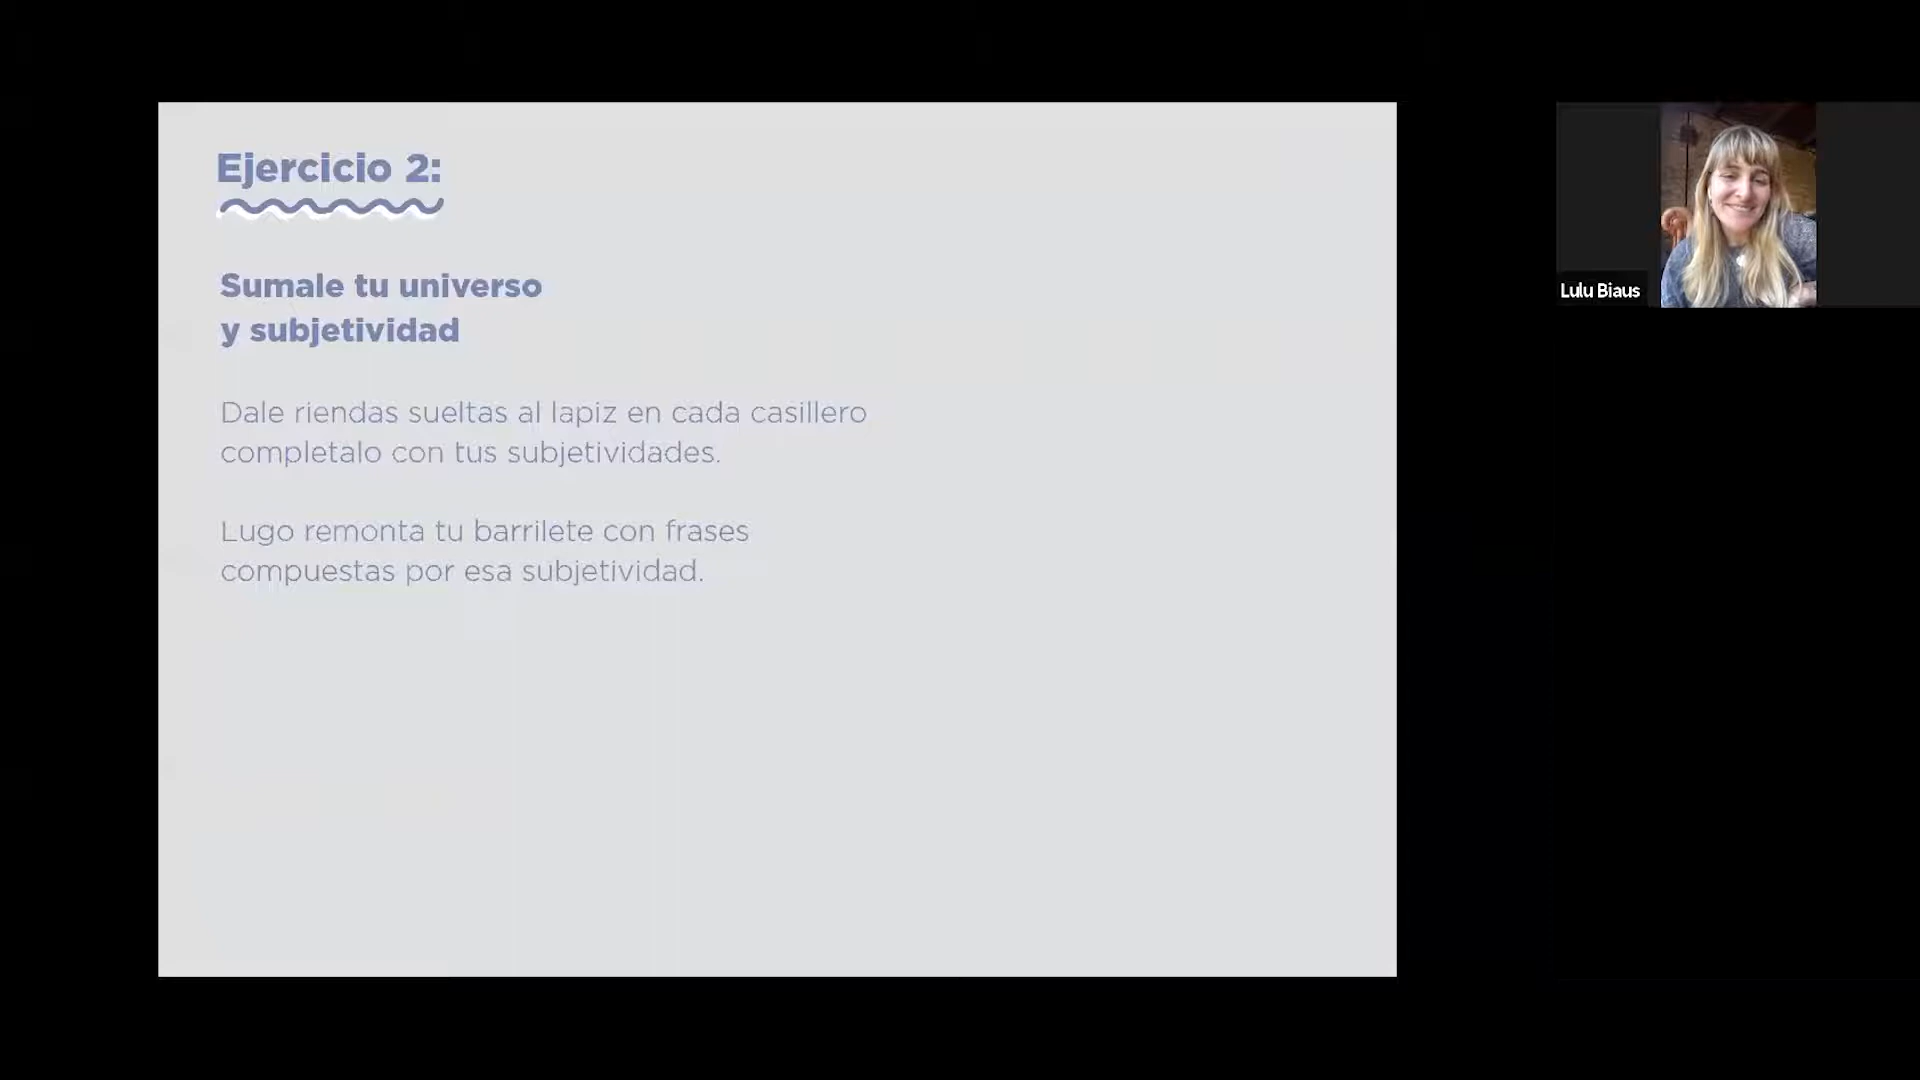 Ejercicio 2:
Sumale tu universo
y subjetividad
Dale riendas sueltas al lapiz en cada casillero
completalo con tus subjetividades.
Lugo remonta tu barrilete con frases
compuestas por esa subjetividad.
Lulu Biaus